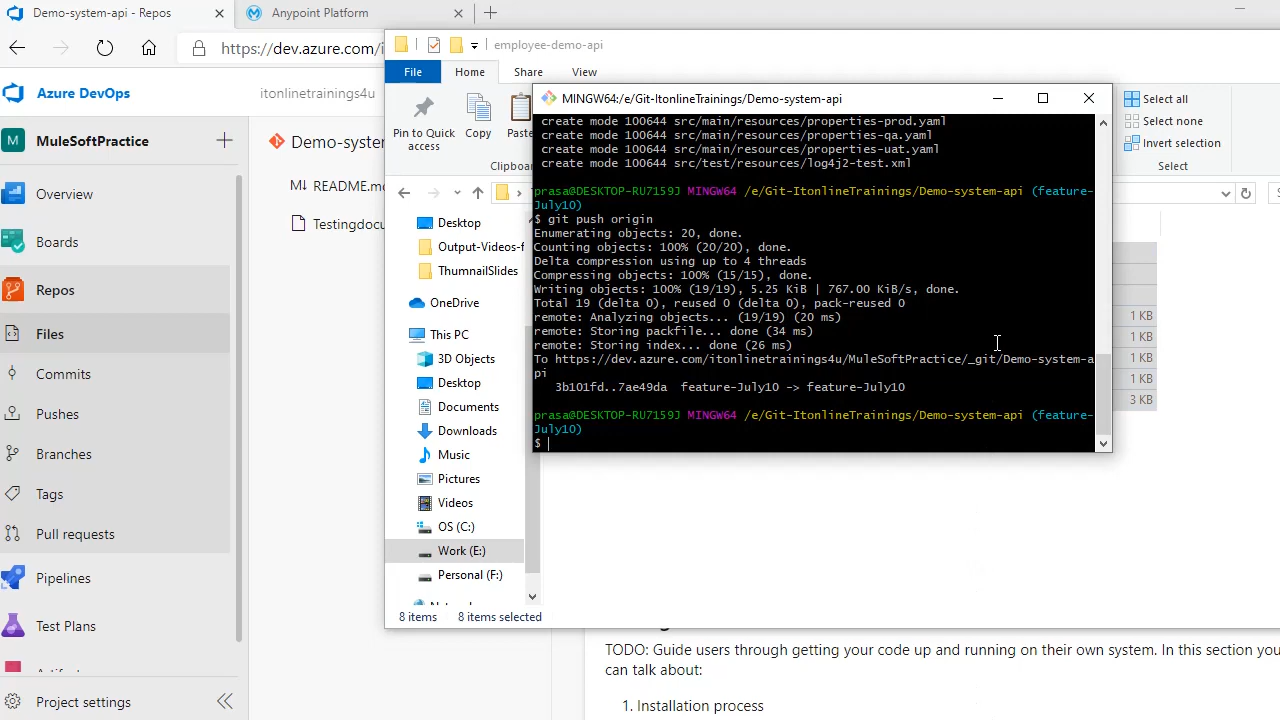 Demo-system-api - Repos
Anypoint Platform
https://dev.azure.com/i
Azure DevOps
itonlinetrainings4u
M
MuleSoftPractice
Overview
Boards
Repos
Files
Commits
Pushes
Branches
Tags
Pull requests
Pipelines
Test Plans
Project settings
Demo-system
README.m
Testingdocu
employee-demo-api
File
Home
Share
View
Pin to Quick access
Copy
Paste
Clipboar
Select all
Select none
Invert selection
Select
Desktop
Output-Videos-f
ThumnailSlides
OneDrive
This PC
3D Objects
Desktop
Documents
Downloads
Music
Pictures
Videos
OS (C:)
Work (E:)
Personal (F:)
8 items
8 items selected
1 KB
1 KB
1 KB
1 KB
3 KB
MINGW64:/e/Git-ItonlineTrainings/Demo-system-api
create mode 100644 src/main/resources/properties-prod.yaml
create mode 100644 src/main/resources/properties-qa.yaml
create mode 100644 src/main/resources/properties-uat.yaml
create mode 100644 src/test/resources/log4j2-test.xml
prasa@DESKTOP-RU7159J MINGW64 /e/Git-ItonlineTrainings/Demo-system-api (feature-
July10)
$ git push origin
Enumerating objects: 20, done.
Counting objects: 100% (20/20), done.
Delta compression using up to 4 threads
Compressing objects: 100% (15/15), done.
Writing objects: 100% (19/19), 5.25 KiB | 767.00 KiB/s, done.
Total 19 (delta 0), reused 0 (delta 0), pack-reused 0
remote: Analyzing objects... (19/19) (20 ms)
remote: Storing packfile... done (34 ms)
remote: Storing index... done (26 ms)
To https://dev.azure.com/itonlinetrainings4u/MuleSoftPractice/_git/Demo-system-a
pi
3b101fd..7ae49da feature-July10 -> feature-July10
prasa@DESKTOP-RU7159J MINGW64 /e/Git-ItonlineTrainings/Demo-system-api (feature-
July10)
$
TODO: Guide users through getting your code up and running on their own system. In this section you
can talk about:
1. Installation process